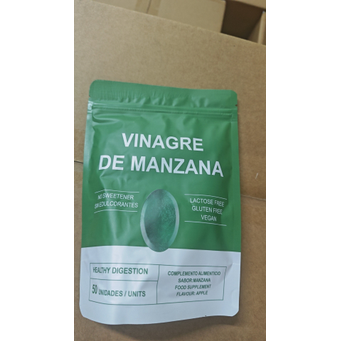 VINAGRE
DE MANZANA
NO SWEETENER
SIN EDULCORANTES
LACTOSE FREE
GLUTEN FREE
VEGAN
HEALTHY DIGESTION
50 UNIDADES / UNITS
COMPLEMENTO ALIMENTICIO
SABOR MANZANA
FOOD SUPPLEMENT
FLAVOUR: APPLE